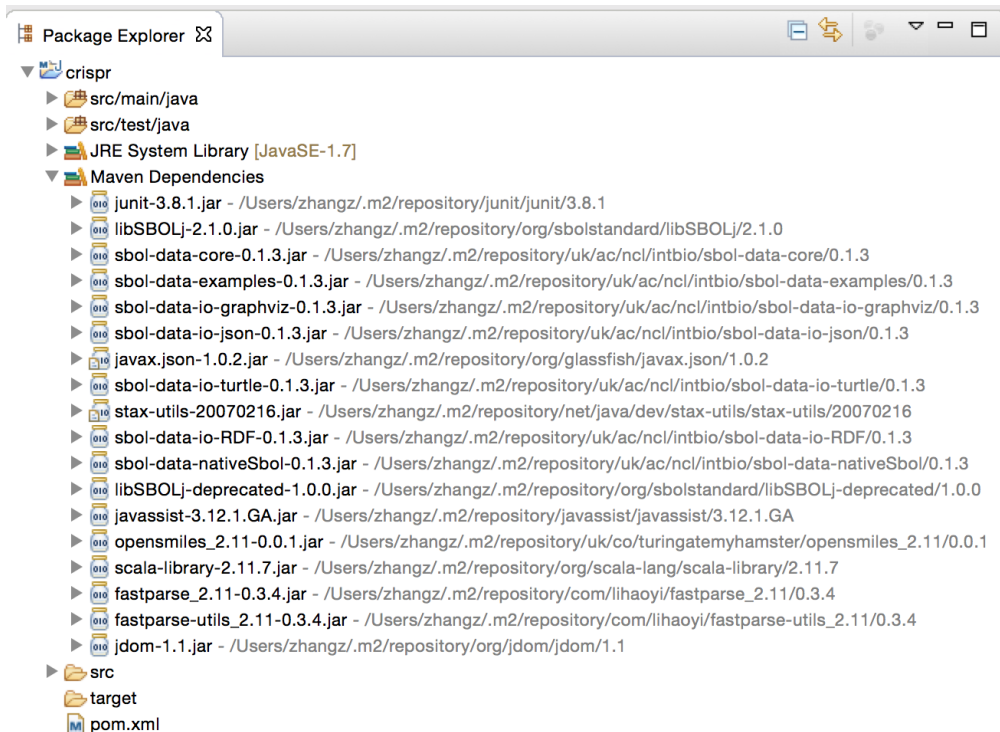 Package Explorer
crispr
src/main/java
src/test/java
JRE System Library [JavaSE-1.7]
Maven Dependencies
junit-3.8.1.jar - /Users/zhangz/.m2/repository/junit/junit/3.8.1
libSBOLj-2.1.0.jar - /Users/zhangz/.m2/repository/org/sbolstandard/libSBOLj/2.1.0
sbol-data-core-0.1.3.jar - /Users/zhangz/.m2/repository/uk/ac/ncl/intbio/sbol-data-core/0.1.3
sbol-data-examples-0.1.3.jar - /Users/zhangz/.m2/repository/uk/ac/ncl/intbio/sbol-data-examples/0.1.3
sbol-data-io-graphviz-0.1.3.jar - /Users/zhangz/.m2/repository/uk/ac/ncl/intbio/sbol-data-io-graphviz/0.1.3
sbol-data-io-json-0.1.3.jar - /Users/zhangz/.m2/repository/uk/ac/ncl/intbio/sbol-data-io-json/0.1.3
javax.json-1.0.2.jar - /Users/zhangz/.m2/repository/org/glassfish/javax.json/1.0.2
sbol-data-io-turtle-0.1.3.jar - /Users/zhangz/.m2/repository/uk/ac/ncl/intbio/sbol-data-io-turtle/0.1.3
stax-utils-20070216.jar - /Users/zhangz/.m2/repository/net/java/dev/stax-utils/stax-utils/20070216
sbol-data-io-RDF-0.1.3.jar - /Users/zhangz/.m2/repository/uk/ac/ncl/intbio/sbol-data-io-RDF/0.1.3
sbol-data-nativeSbol-0.1.3.jar - /Users/zhangz/.m2/repository/uk/ac/ncl/intbio/sbol-data-nativeSbol/0.1.3
libSBOLj-deprecated-1.0.0.jar - /Users/zhangz/.m2/repository/org/sbolstandard/libSBOLj-deprecated/1.0.0
javassist-3.12.1.GA.jar - /Users/zhangz/.m2/repository/javassist/javassist/3.12.1.GA
opensmiles_2.11-0.0.1.jar - /Users/zhangz/.m2/repository/uk/co/turingatemyhamster/opensmiles_2.11/0.0.1
scala-library-2.11.7.jar - /Users/zhangz/.m2/repository/org/scala-lang/scala-library/2.11.7
fastparse_2.11-0.3.4.jar - /Users/zhangz/.m2/repository/com/lihaoyi/fastparse_2.11/0.3.4
fastparse-utils_2.11-0.3.4.jar - /Users/zhangz/.m2/repository/com/lihaoyi/fastparse-utils_2.11/0.3.4
jdom-1.1.jar - /Users/zhangz/.m2/repository/org/jdom/jdom/1.1
src
target
pom.xml